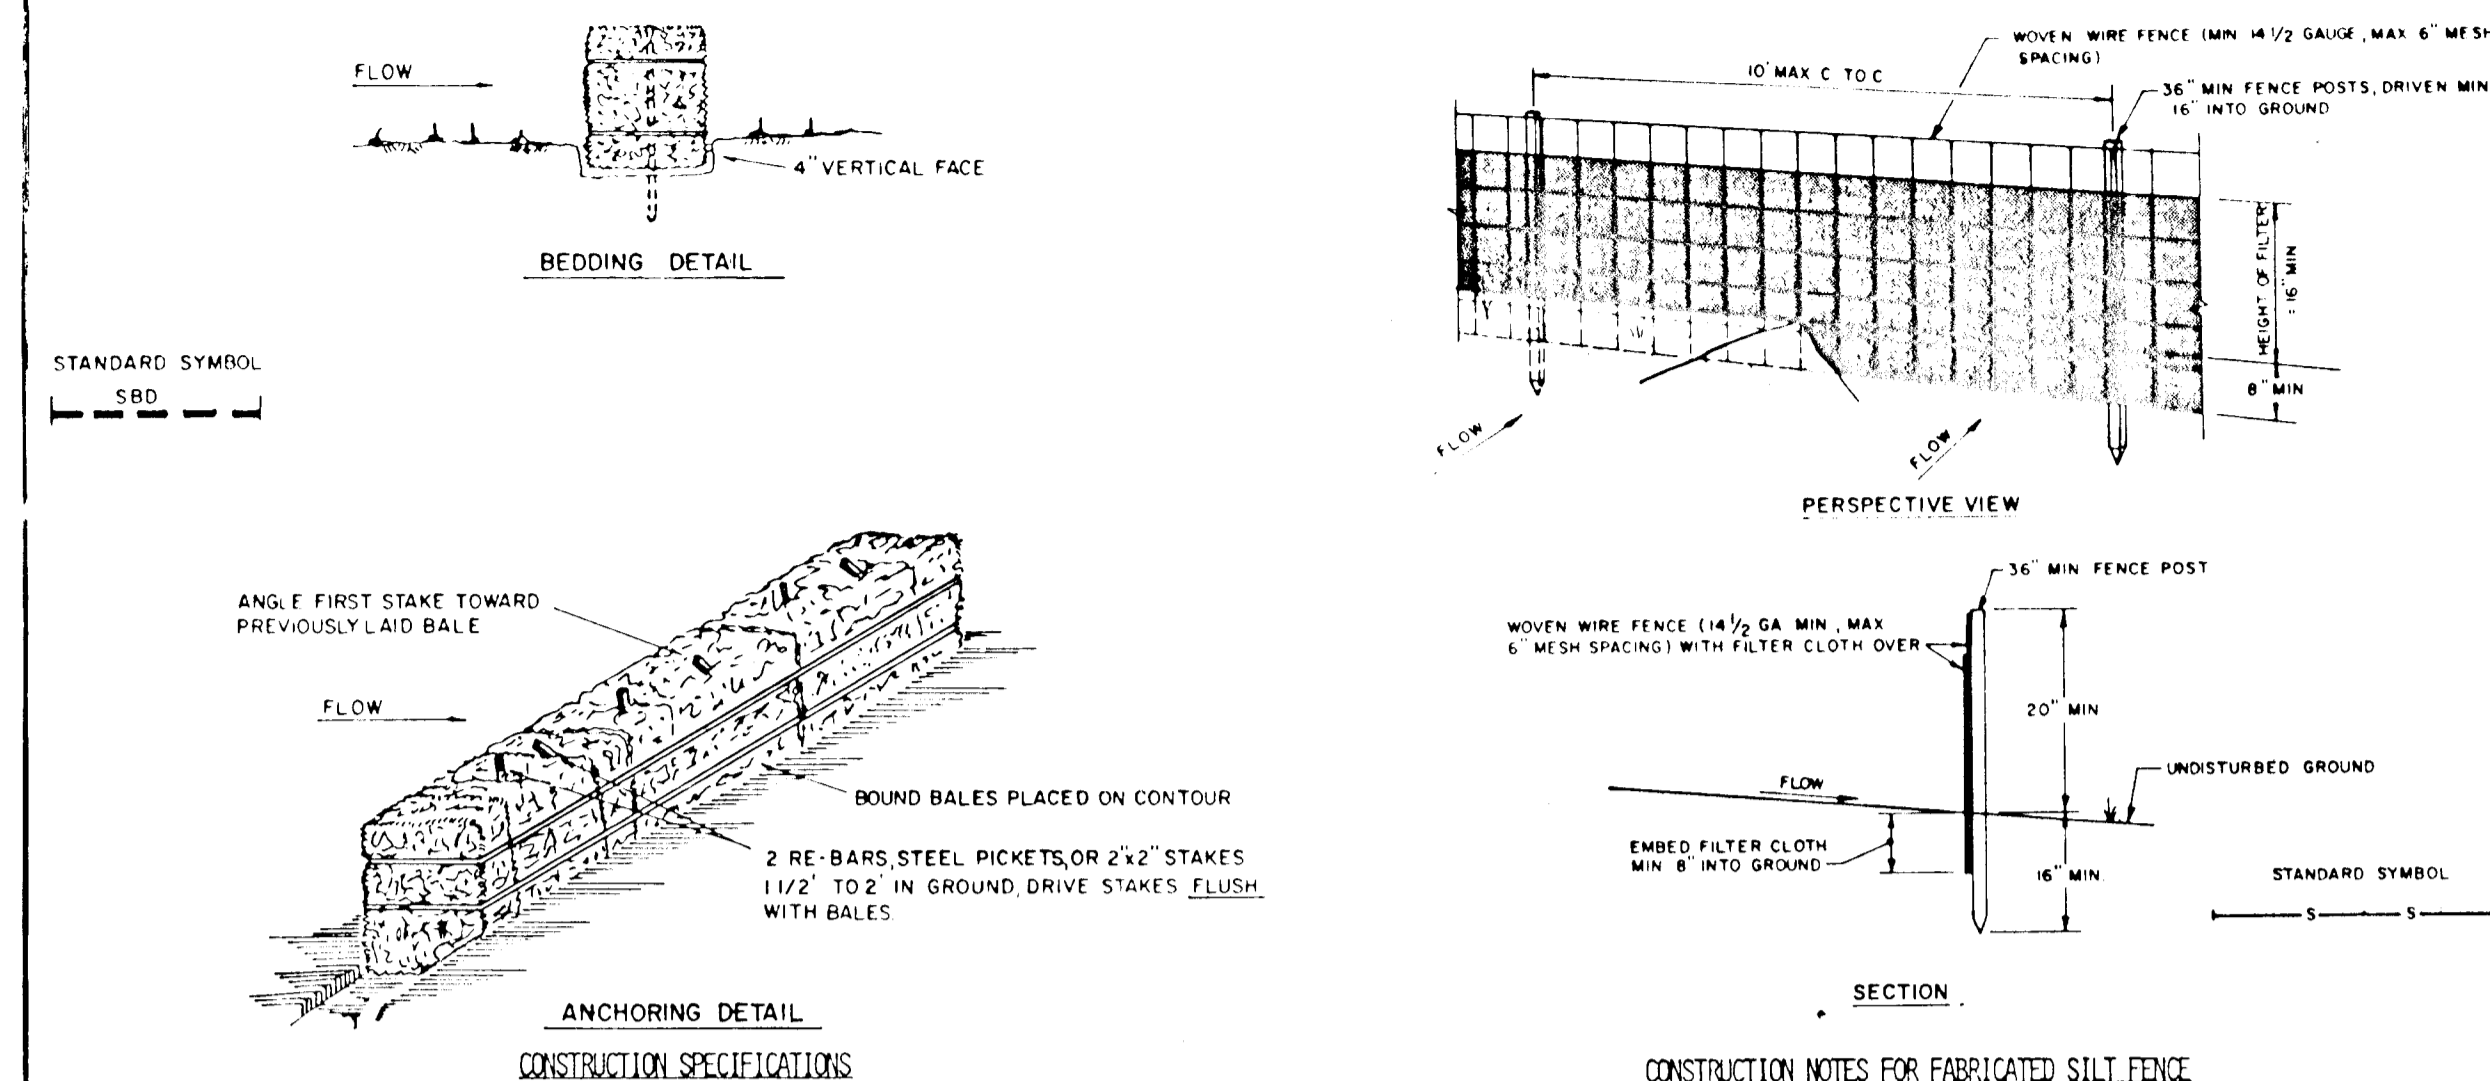 FLOW
4" VERTICAL FACE
BEDDING DETAIL
STANDARD SYMBOL
SBD
ANGLE FIRST STAKE TOWARD
PREVIOUSLY LAID BALE
FLOW
BOUND BALES PLACED ON CONTOUR
2 RE-BARS, STEEL PICKETS, OR 2"x2" STAKES
1 1/2' TO 2' IN GROUND, DRIVE STAKES FLUSH
WITH BALES.
ANCHORING DETAIL
CONSTRUCTION SPECIFICATIONS
WOVEN WIRE FENCE (MIN 14 1/2 GAUGE, MAX 6" MESH
SPACING)
10' MAX C TO C
36" MIN FENCE POSTS, DRIVEN MIN
16" INTO GROUND
HEIGHT OF FILTER
= 16" MIN
8" MIN
FLOW
FLOW
PERSPECTIVE VIEW
36" MIN FENCE POST
WOVEN WIRE FENCE (14 1/2 GA MIN, MAX
6" MESH SPACING) WITH FILTER CLOTH OVER
20" MIN
UNDISTURBED GROUND
FLOW
EMBED FILTER CLOTH
MIN 8" INTO GROUND
16" MIN.
STANDARD SYMBOL
S S
SECTION
CONSTRUCTION NOTES FOR FABRICATED SILT FENCE